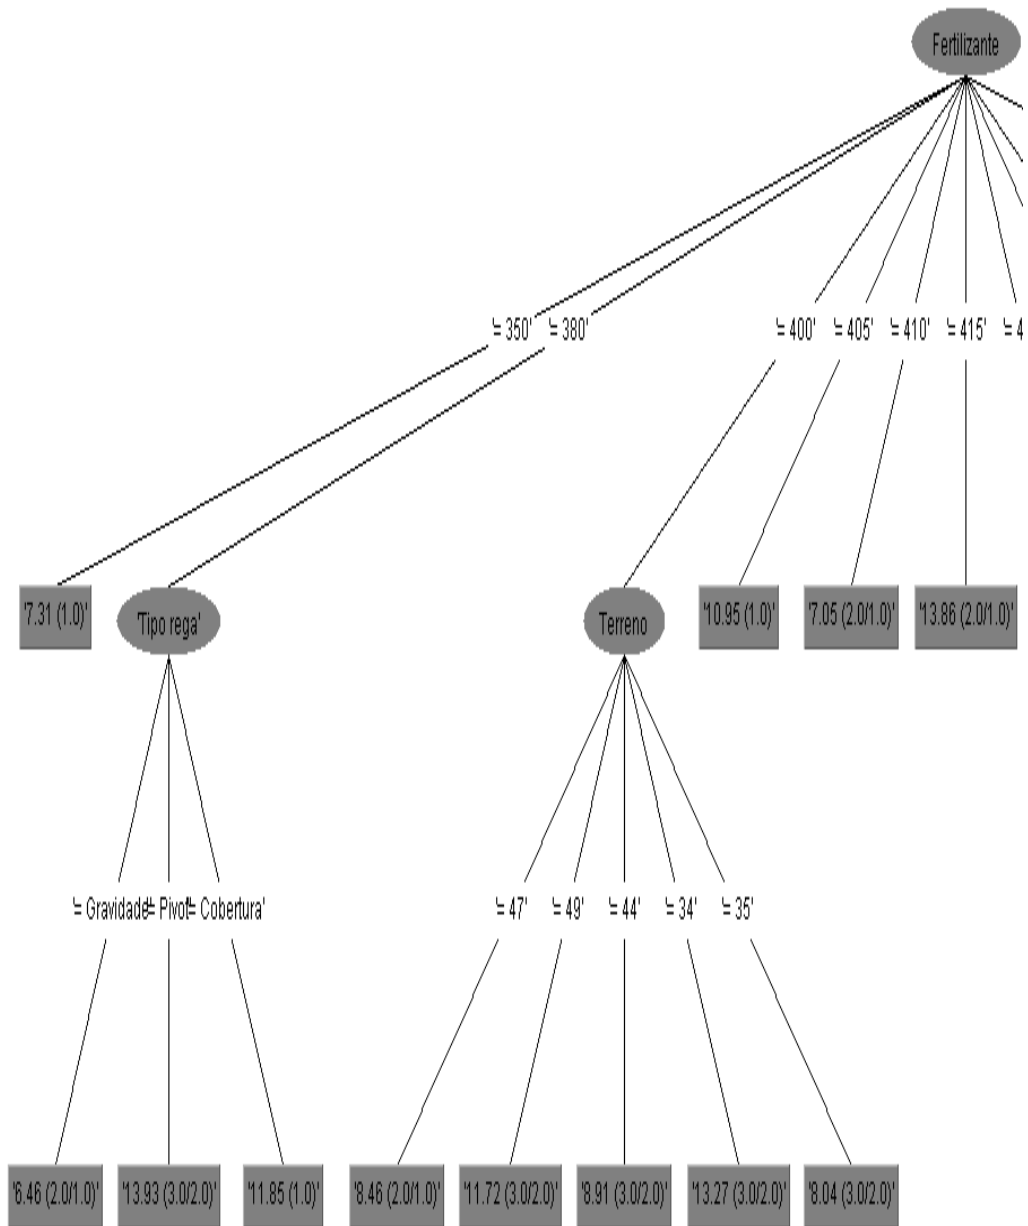 Fertilizante
'= 350' '= 380' '= 400' '= 405' '= 410' '= 415' '= 4
'7.31 (1.0)' 'Tipo rega' Terreno '10.95 (1.0)' '7.05 (2.0/1.0)' '13.86 (2.0/1.0)'
'= Gravidade' '= Pivot' '= Cobertura' '= 47' '= 49' '= 44' '= 34' '= 35'
'6.46 (2.0/1.0)' '13.93 (3.0/2.0)' '11.85 (1.0)' '8.46 (2.0/1.0)' '11.72 (3.0/2.0)' '8.91 (3.0/2.0)' '13.27 (3.0/2.0)' '8.04 (3.0/2.0)'